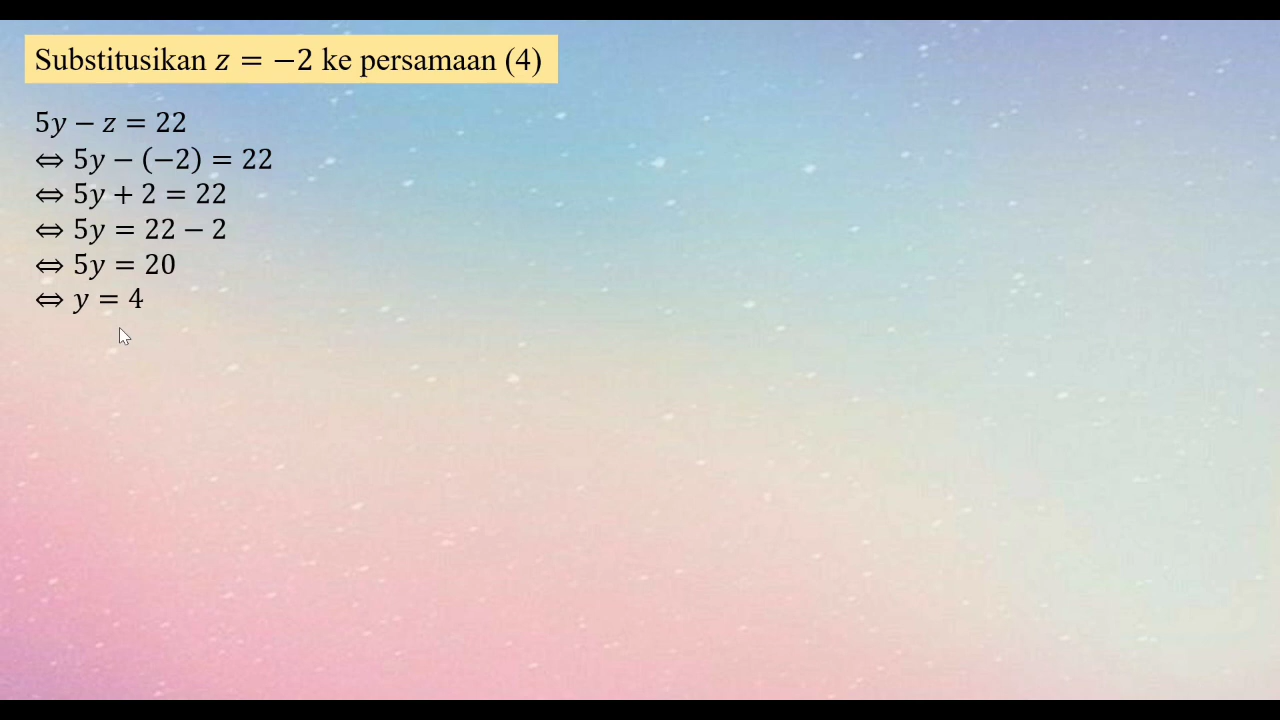 Substitusikan z = −2 ke persamaan (4)
5y − z = 22
⇔ 5y − (−2) = 22
⇔ 5y + 2 = 22
⇔ 5y = 22 − 2
⇔ 5y = 20
⇔ y = 4